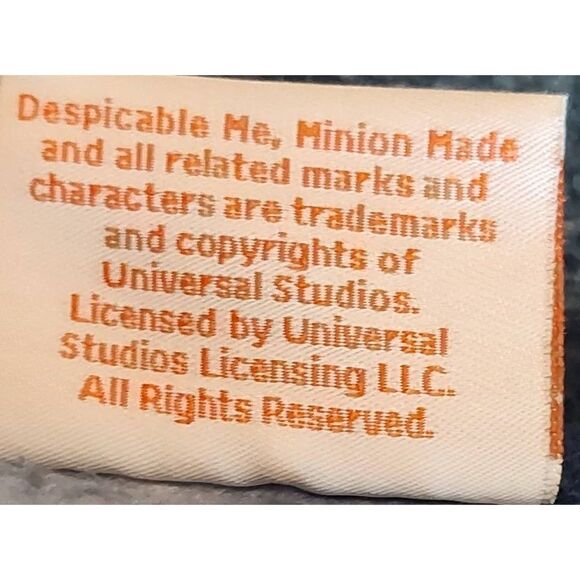 Despicable Me, Minion Made
and all related marks and
characters are trademarks
and copyrights of
Universal Studios.
Licensed by Universal
Studios Licensing LLC.
All Rights Reserved.